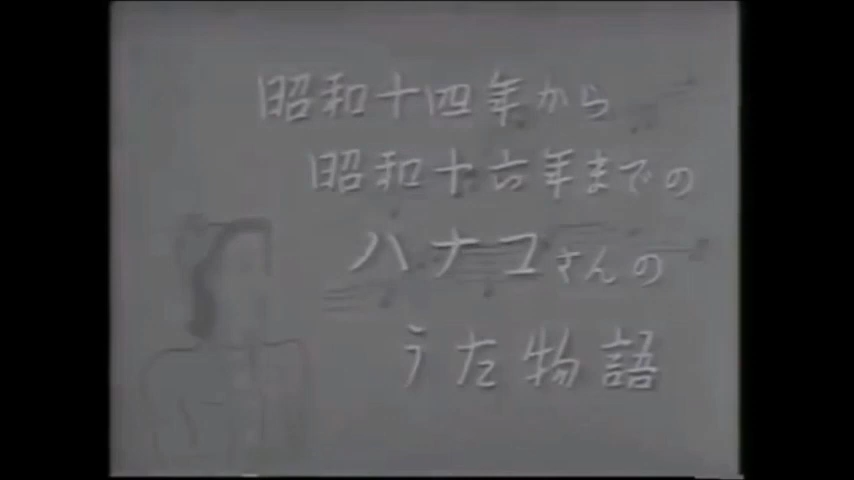 昭和十四年から
昭和十六年までの
ハナコさんの
うた物語